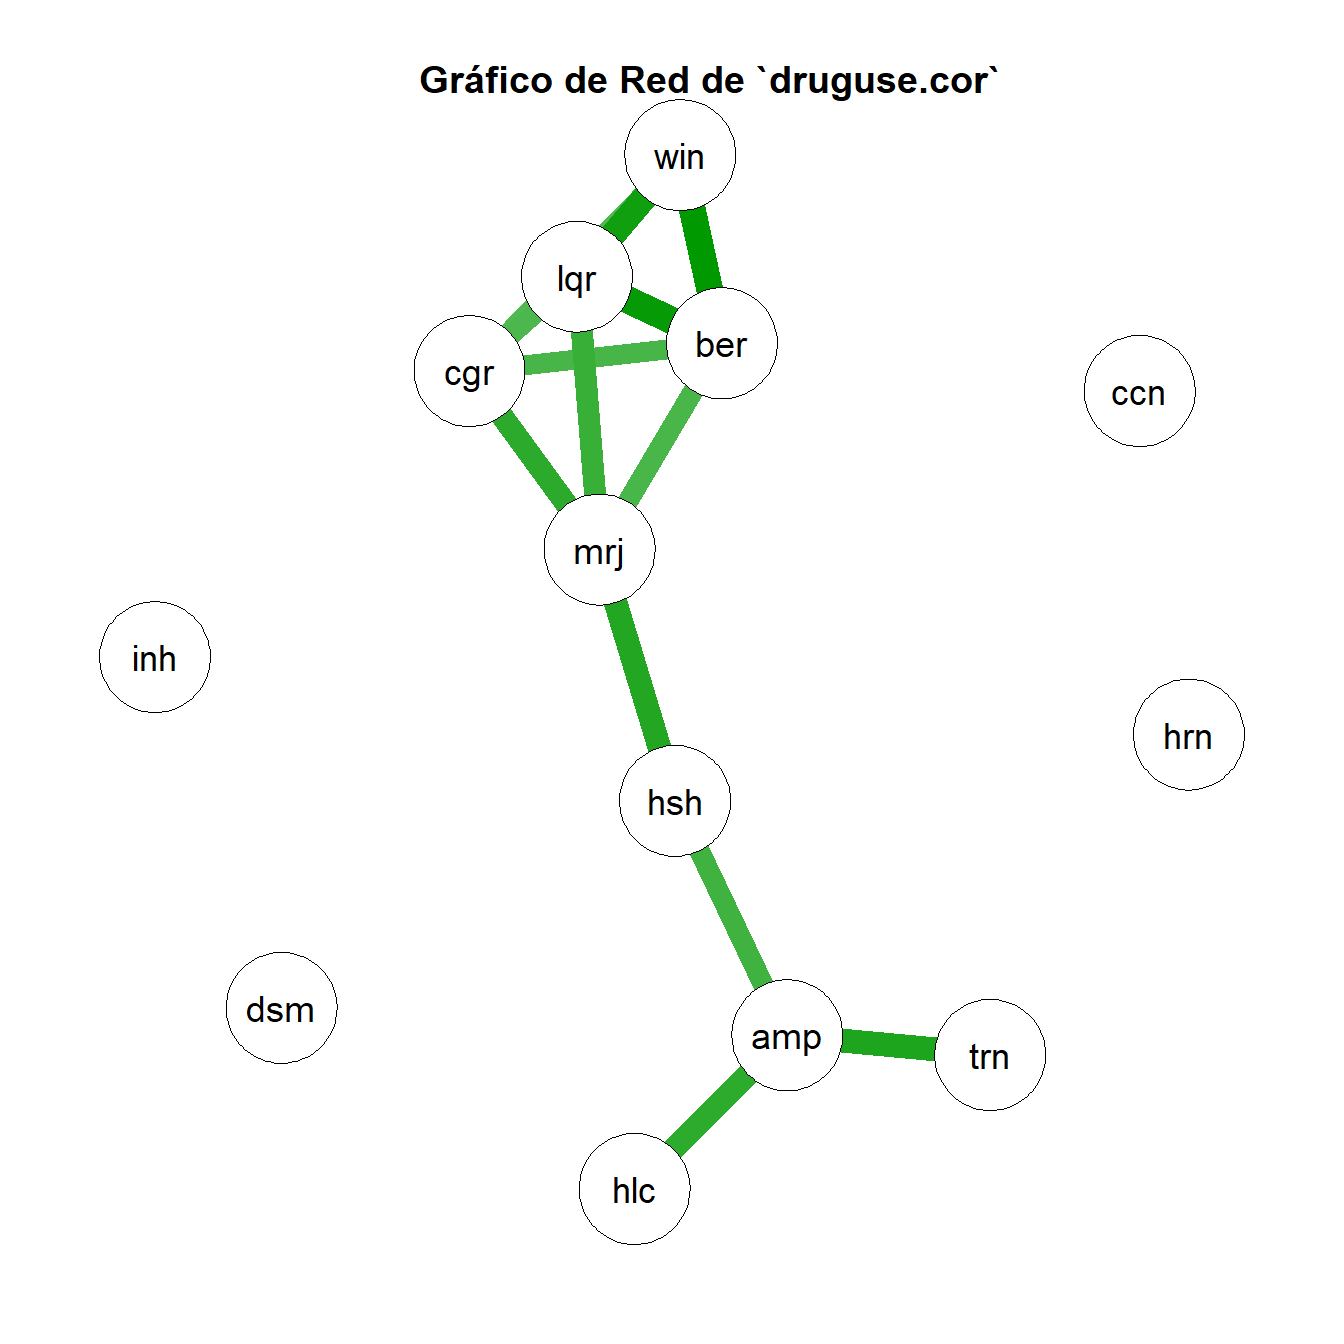 Gráfico de Red de `druguse.cor`
win
lqr
ber
cgr
ccn
mrj
inh
hrn
hsh
dsm
amp
trn
hlc